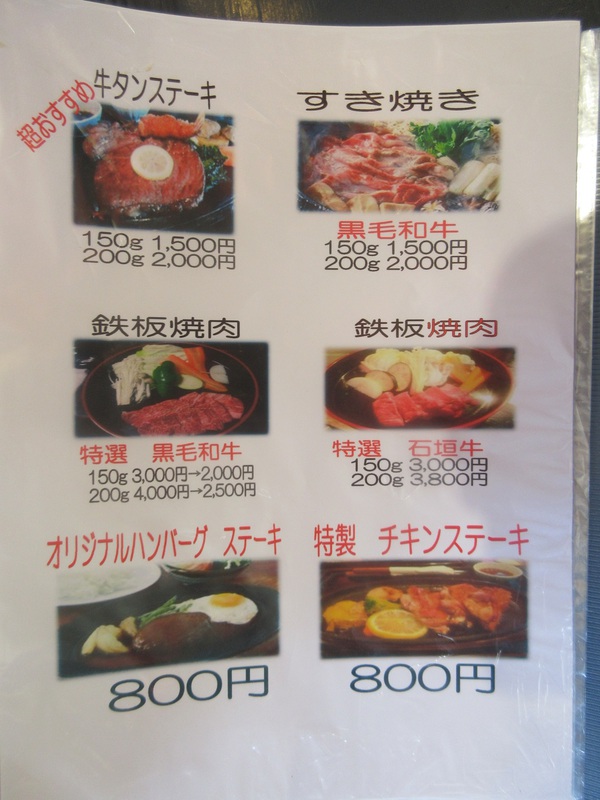 超おすすめ
牛タンステーキ
150g 1,500円
200g 2,000円
すき焼き
黒毛和牛
150g 1,500円
200g 2,000円
鉄板焼肉
特選 黒毛和牛
150g 3,000円→2,000円
200g 4,000円→2,500円
鉄板焼肉
特選 石垣牛
150g 3,000円
200g 3,800円
オリジナルハンバーグ ステーキ
800円
特製 チキンステーキ
800円